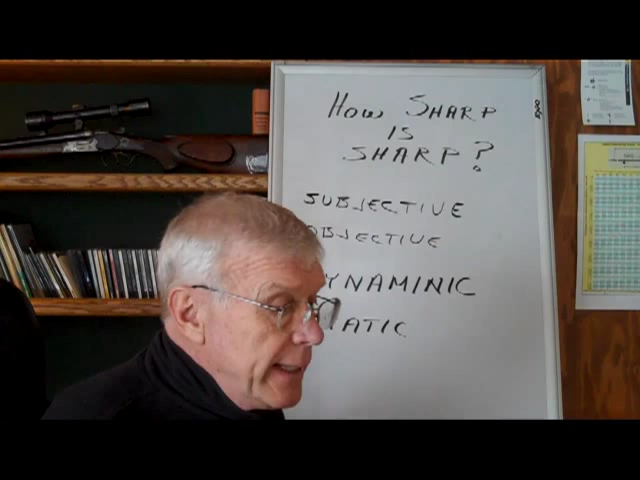 How SHARP
IS
SHARP?
SUBJECTIVE
OBJECTIVE
YNAMINIC
ATIC